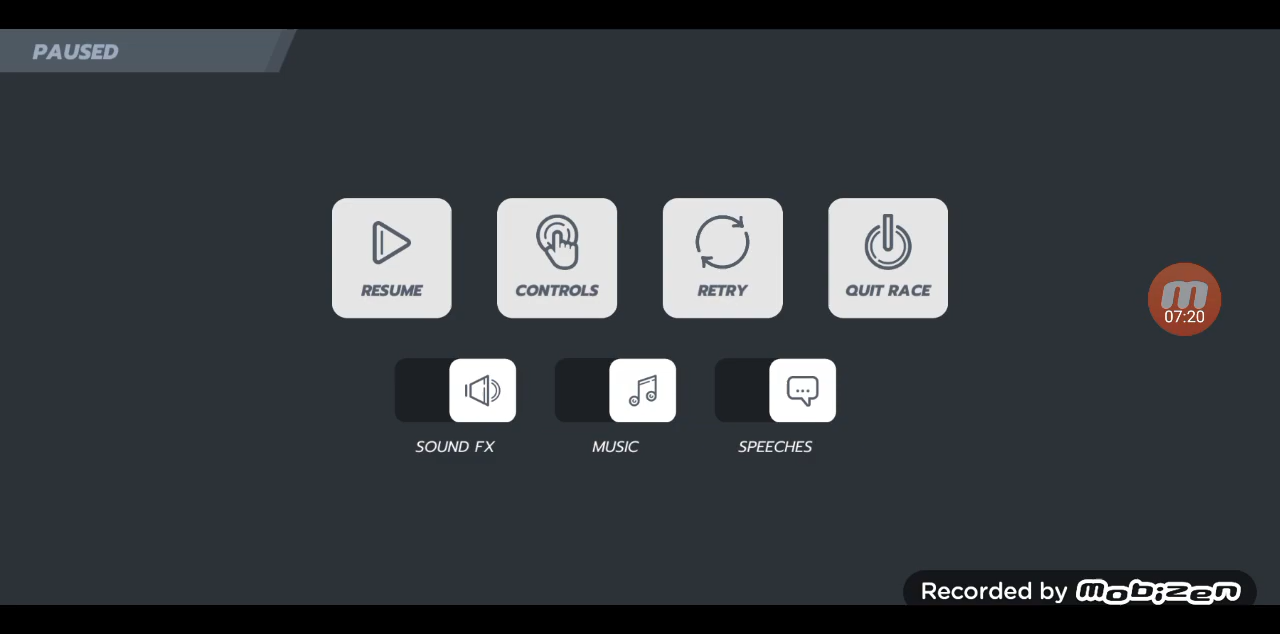 PAUSED
RESUME
CONTROLS
RETRY
QUIT RACE
07:20
SOUND FX
MUSIC
SPEECHES
Recorded by mobizen